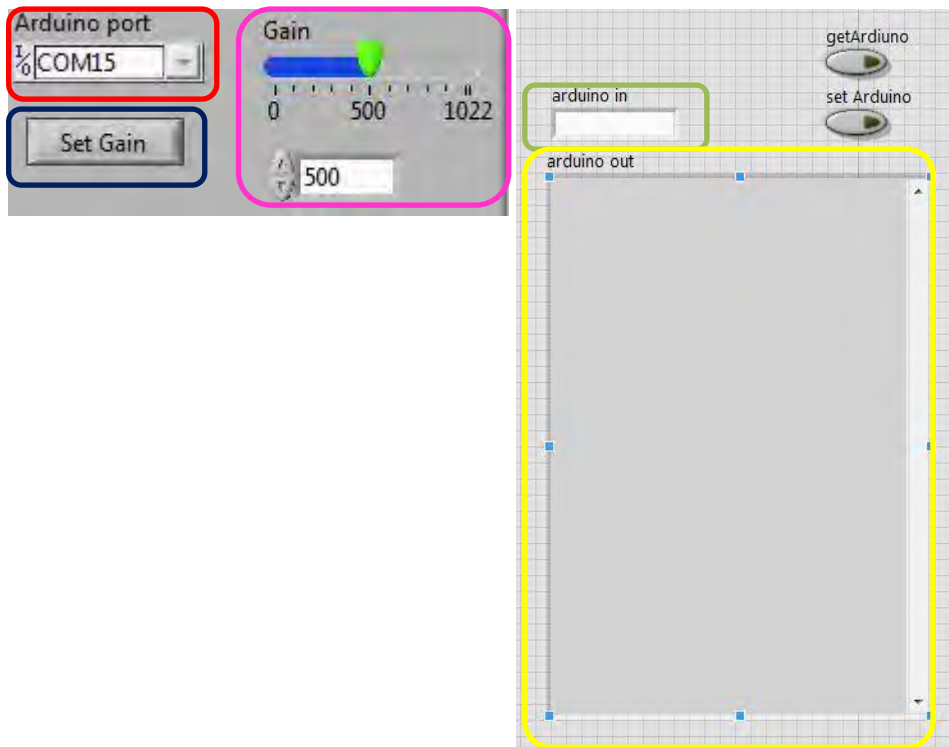 Arduino port
I/O COM15
Set Gain
Gain
0 500 1022
500
getArdiuno
set Arduino
arduino in
arduino out